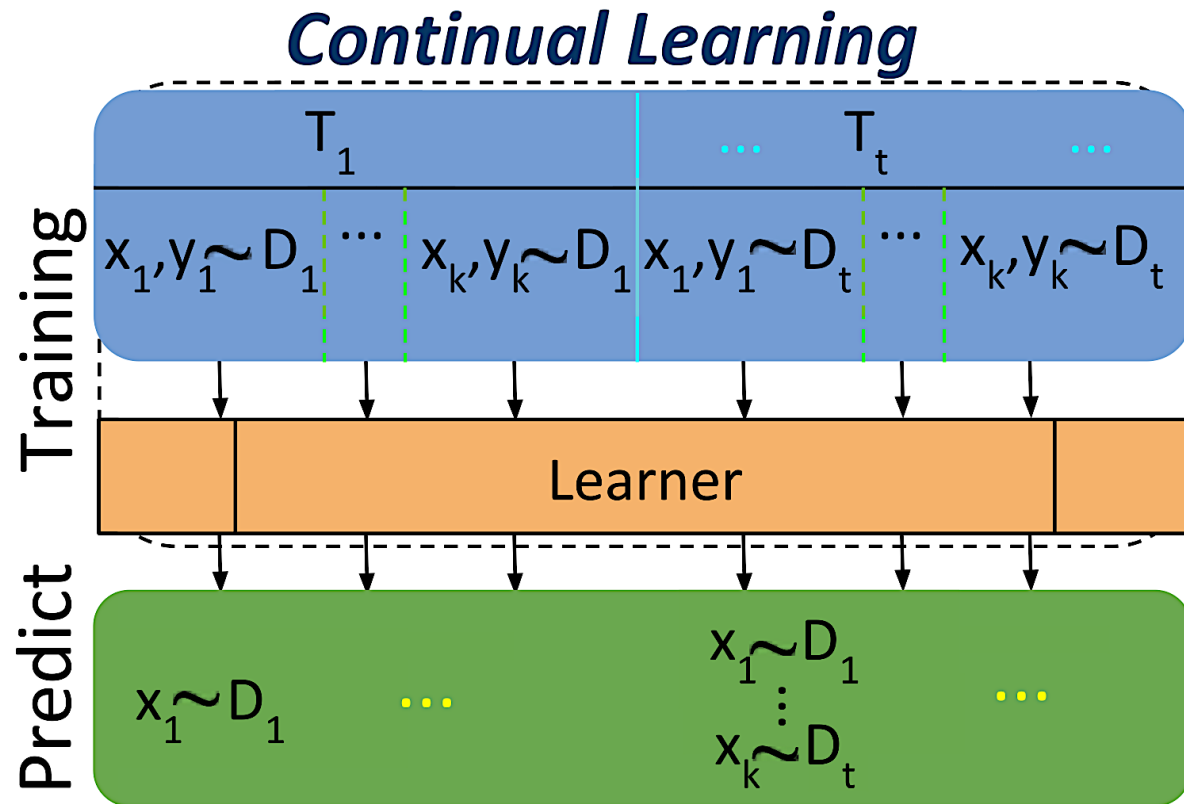 Continual Learning
Training
T₁ ... Tₜ ...
x₁,y₁~D₁ ... xₖ,yₖ~D₁ x₁,y₁~Dₜ ... xₖ,yₖ~Dₜ
Learner
Predict
x₁~D₁ ... x₁~D₁ ...
⋮
xₖ~Dₜ